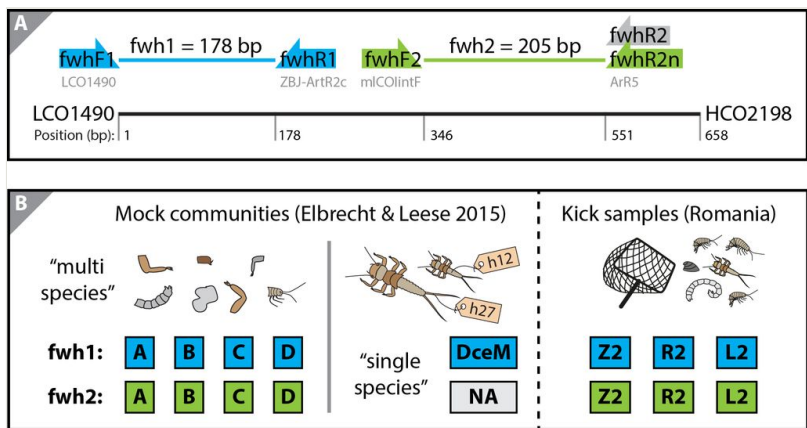 A
fwhR2
fwhF1 fwh1 = 178 bp fwhR1 fwhF2 fwh2 = 205 bp fwhR2n
LCO1490 ZBJ-ArtR2c mlCOlintF ArR5
LCO1490 HCO2198
Position (bp): 1 178 346 551 658
B
Mock communities (Elbrecht & Leese 2015) Kick samples (Romania)
"multi
species"
h12
h27
fwh1: A B C D "single DceM Z2 R2 L2
fwh2: A B C D species" NA Z2 R2 L2